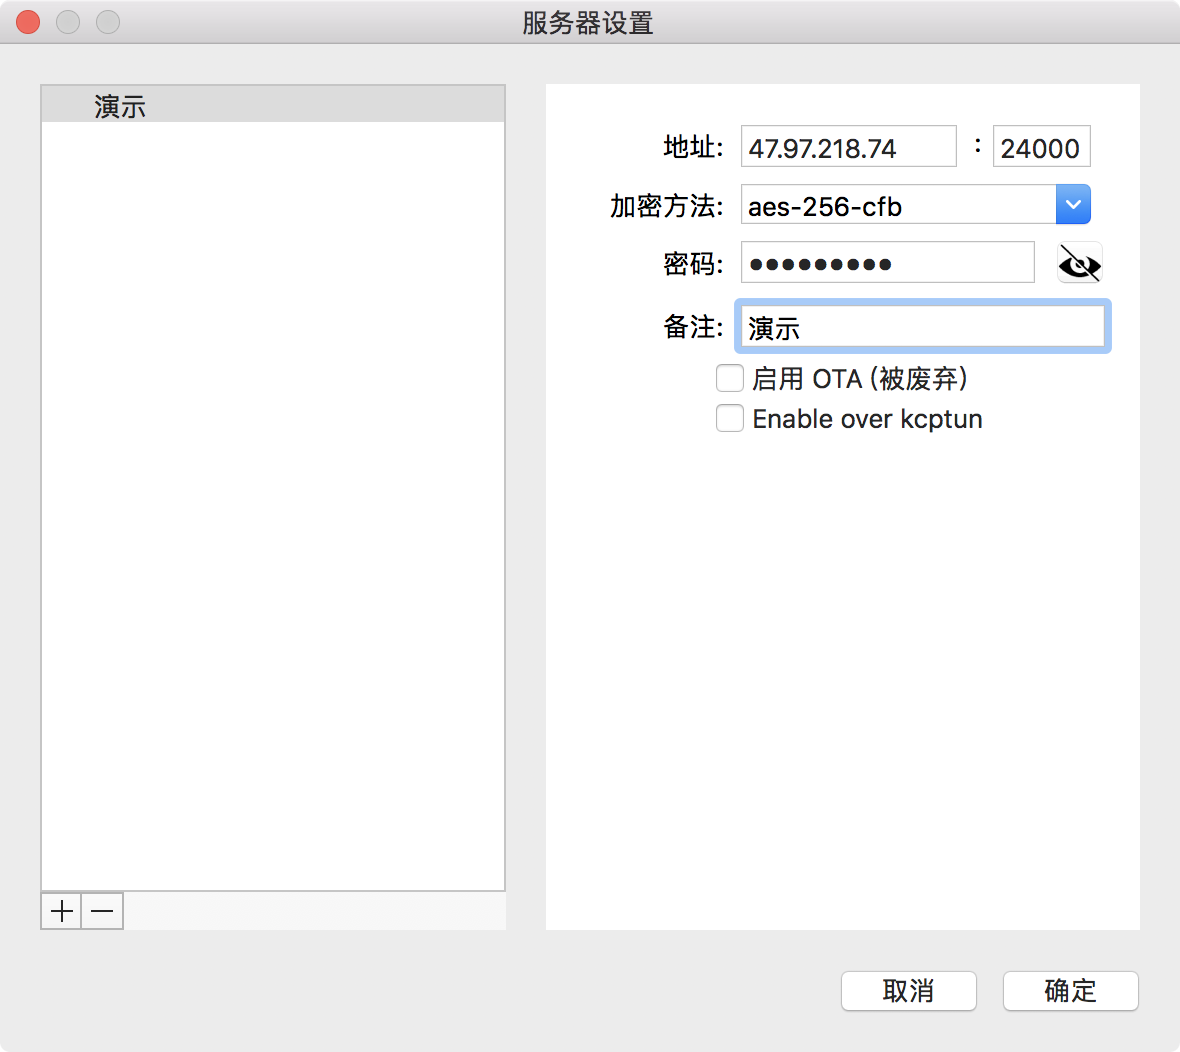 服务器设置
演示
地址: 47.97.218.74 : 24000
加密方法: aes-256-cfb
密码: ●●●●●●●●●
备注: 演示
启用 OTA (被废弃)
Enable over kcptun
取消 确定